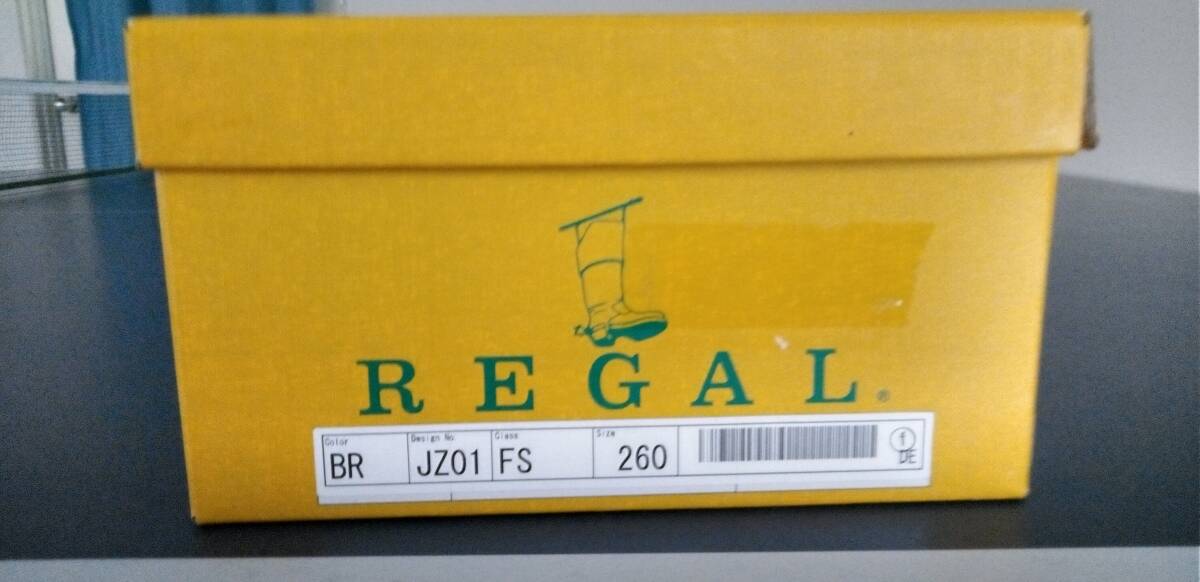 REGAL®
Color Design No Class Size
BR JZ01 FS 260 f
DE